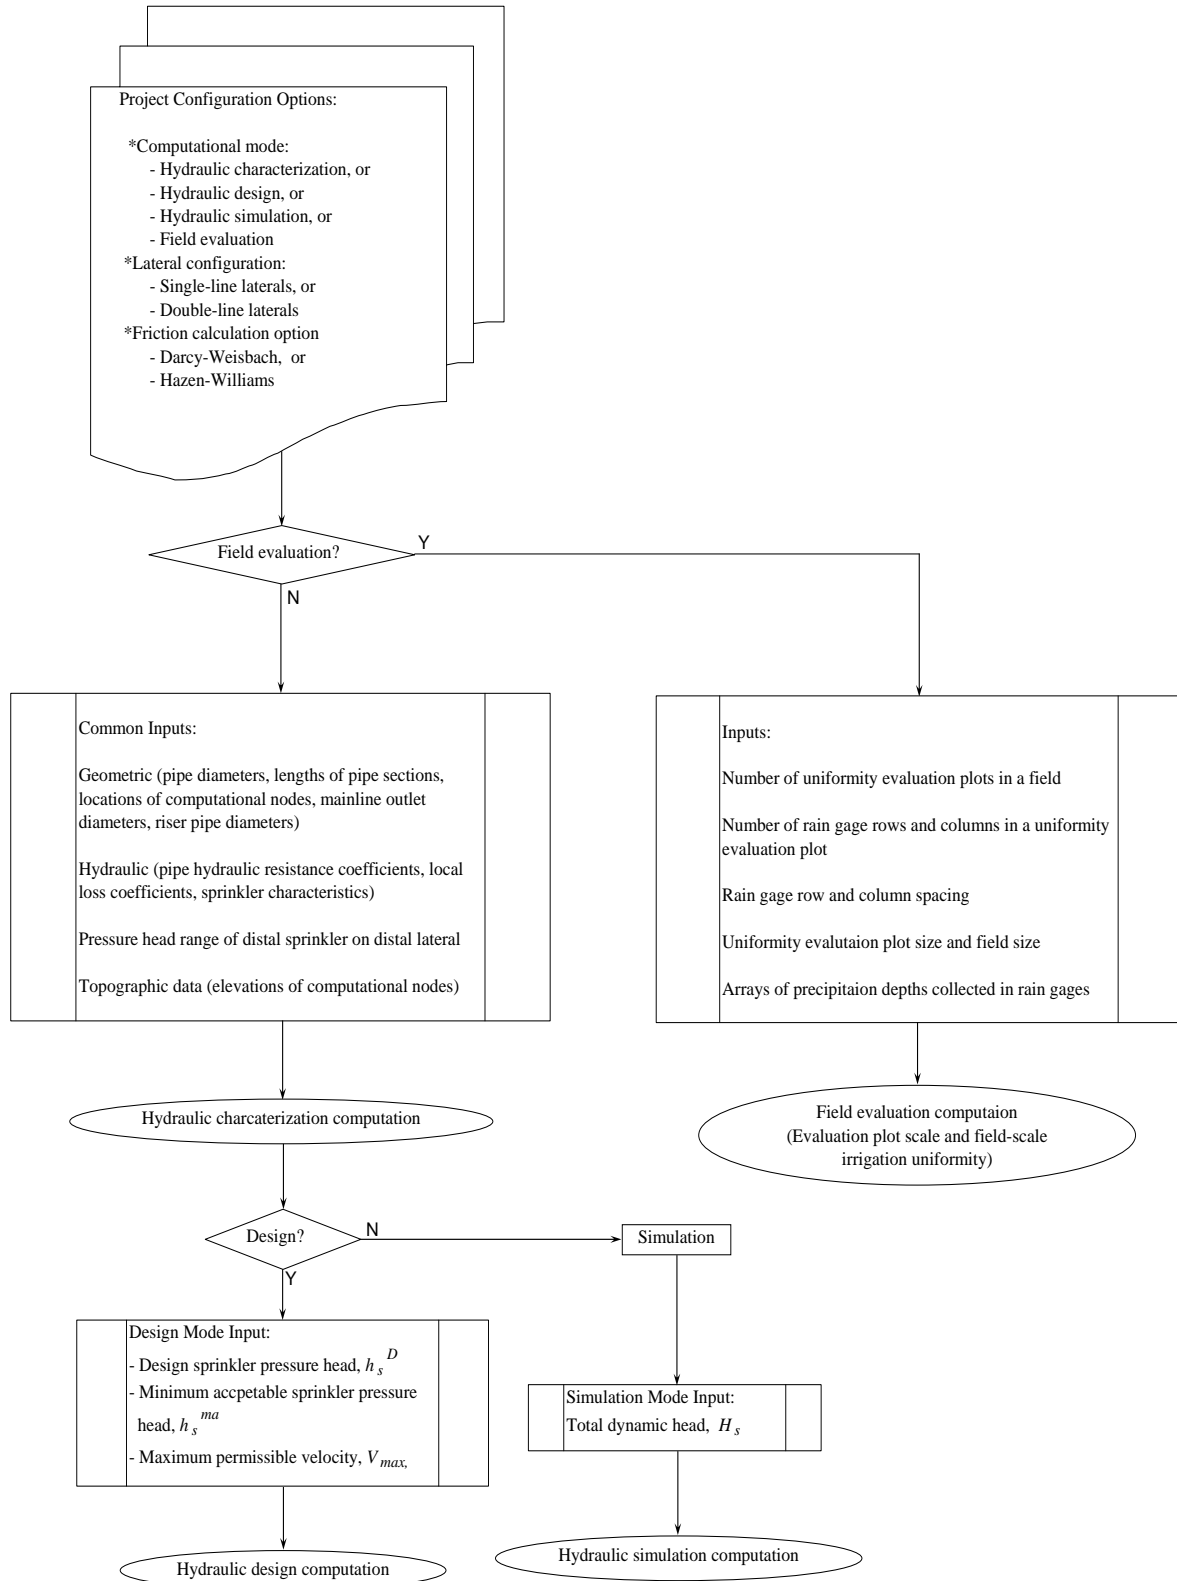 Project Configuration Options:
*Computational mode:
- Hydraulic characterization, or
- Hydraulic design, or
- Hydraulic simulation, or
- Field evaluation
*Lateral configuration:
- Single-line laterals, or
- Double-line laterals
*Friction calculation option
- Darcy-Weisbach, or
- Hazen-Williams
Field evaluation?
Y
N
Common Inputs:
Geometric (pipe diameters, lengths of pipe sections,
locations of computational nodes, mainline outlet
diameters, riser pipe diameters)
Hydraulic (pipe hydraulic resistance coefficients, local
loss coefficients, sprinkler characteristics)
Pressure head range of distal sprinkler on distal lateral
Topographic data (elevations of computational nodes)
Inputs:
Number of uniformity evaluation plots in a field
Number of rain gage rows and columns in a uniformity
evaluation plot
Rain gage row and column spacing
Uniformity evalutaion plot size and field size
Arrays of precipitaion depths collected in rain gages
Hydraulic charcaterization computation
Field evaluation computaion
(Evaluation plot scale and field-scale
irrigation uniformity)
Design?
N
Y
Simulation
Design Mode Input:
- Design sprinkler pressure head, h_s^D
- Minimum accpetable sprinkler pressure
head, h_s^ma
- Maximum permissible velocity, V_max,
Simulation Mode Input:
Total dynamic head, H_s
Hydraulic design computation
Hydraulic simulation computation